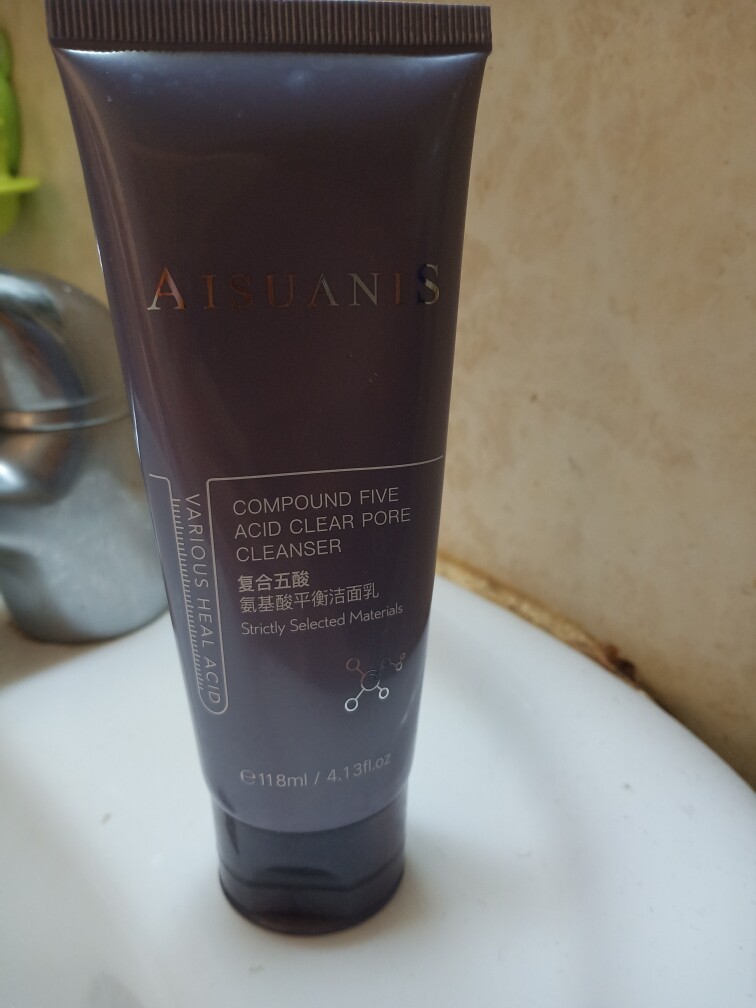 AISUANIS
VARIOUS HEAL ACID
COMPOUND FIVE
ACID CLEAR PORE
CLEANSER
复合五酸
氨基酸平衡洁面乳
Strictly Selected Materials
℮118ml / 4.13fl.oz